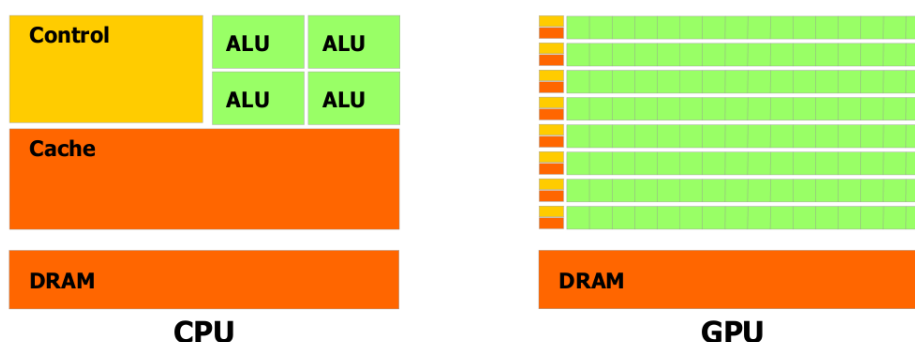 Control
ALU ALU
ALU ALU
Cache
DRAM
CPU
DRAM
GPU